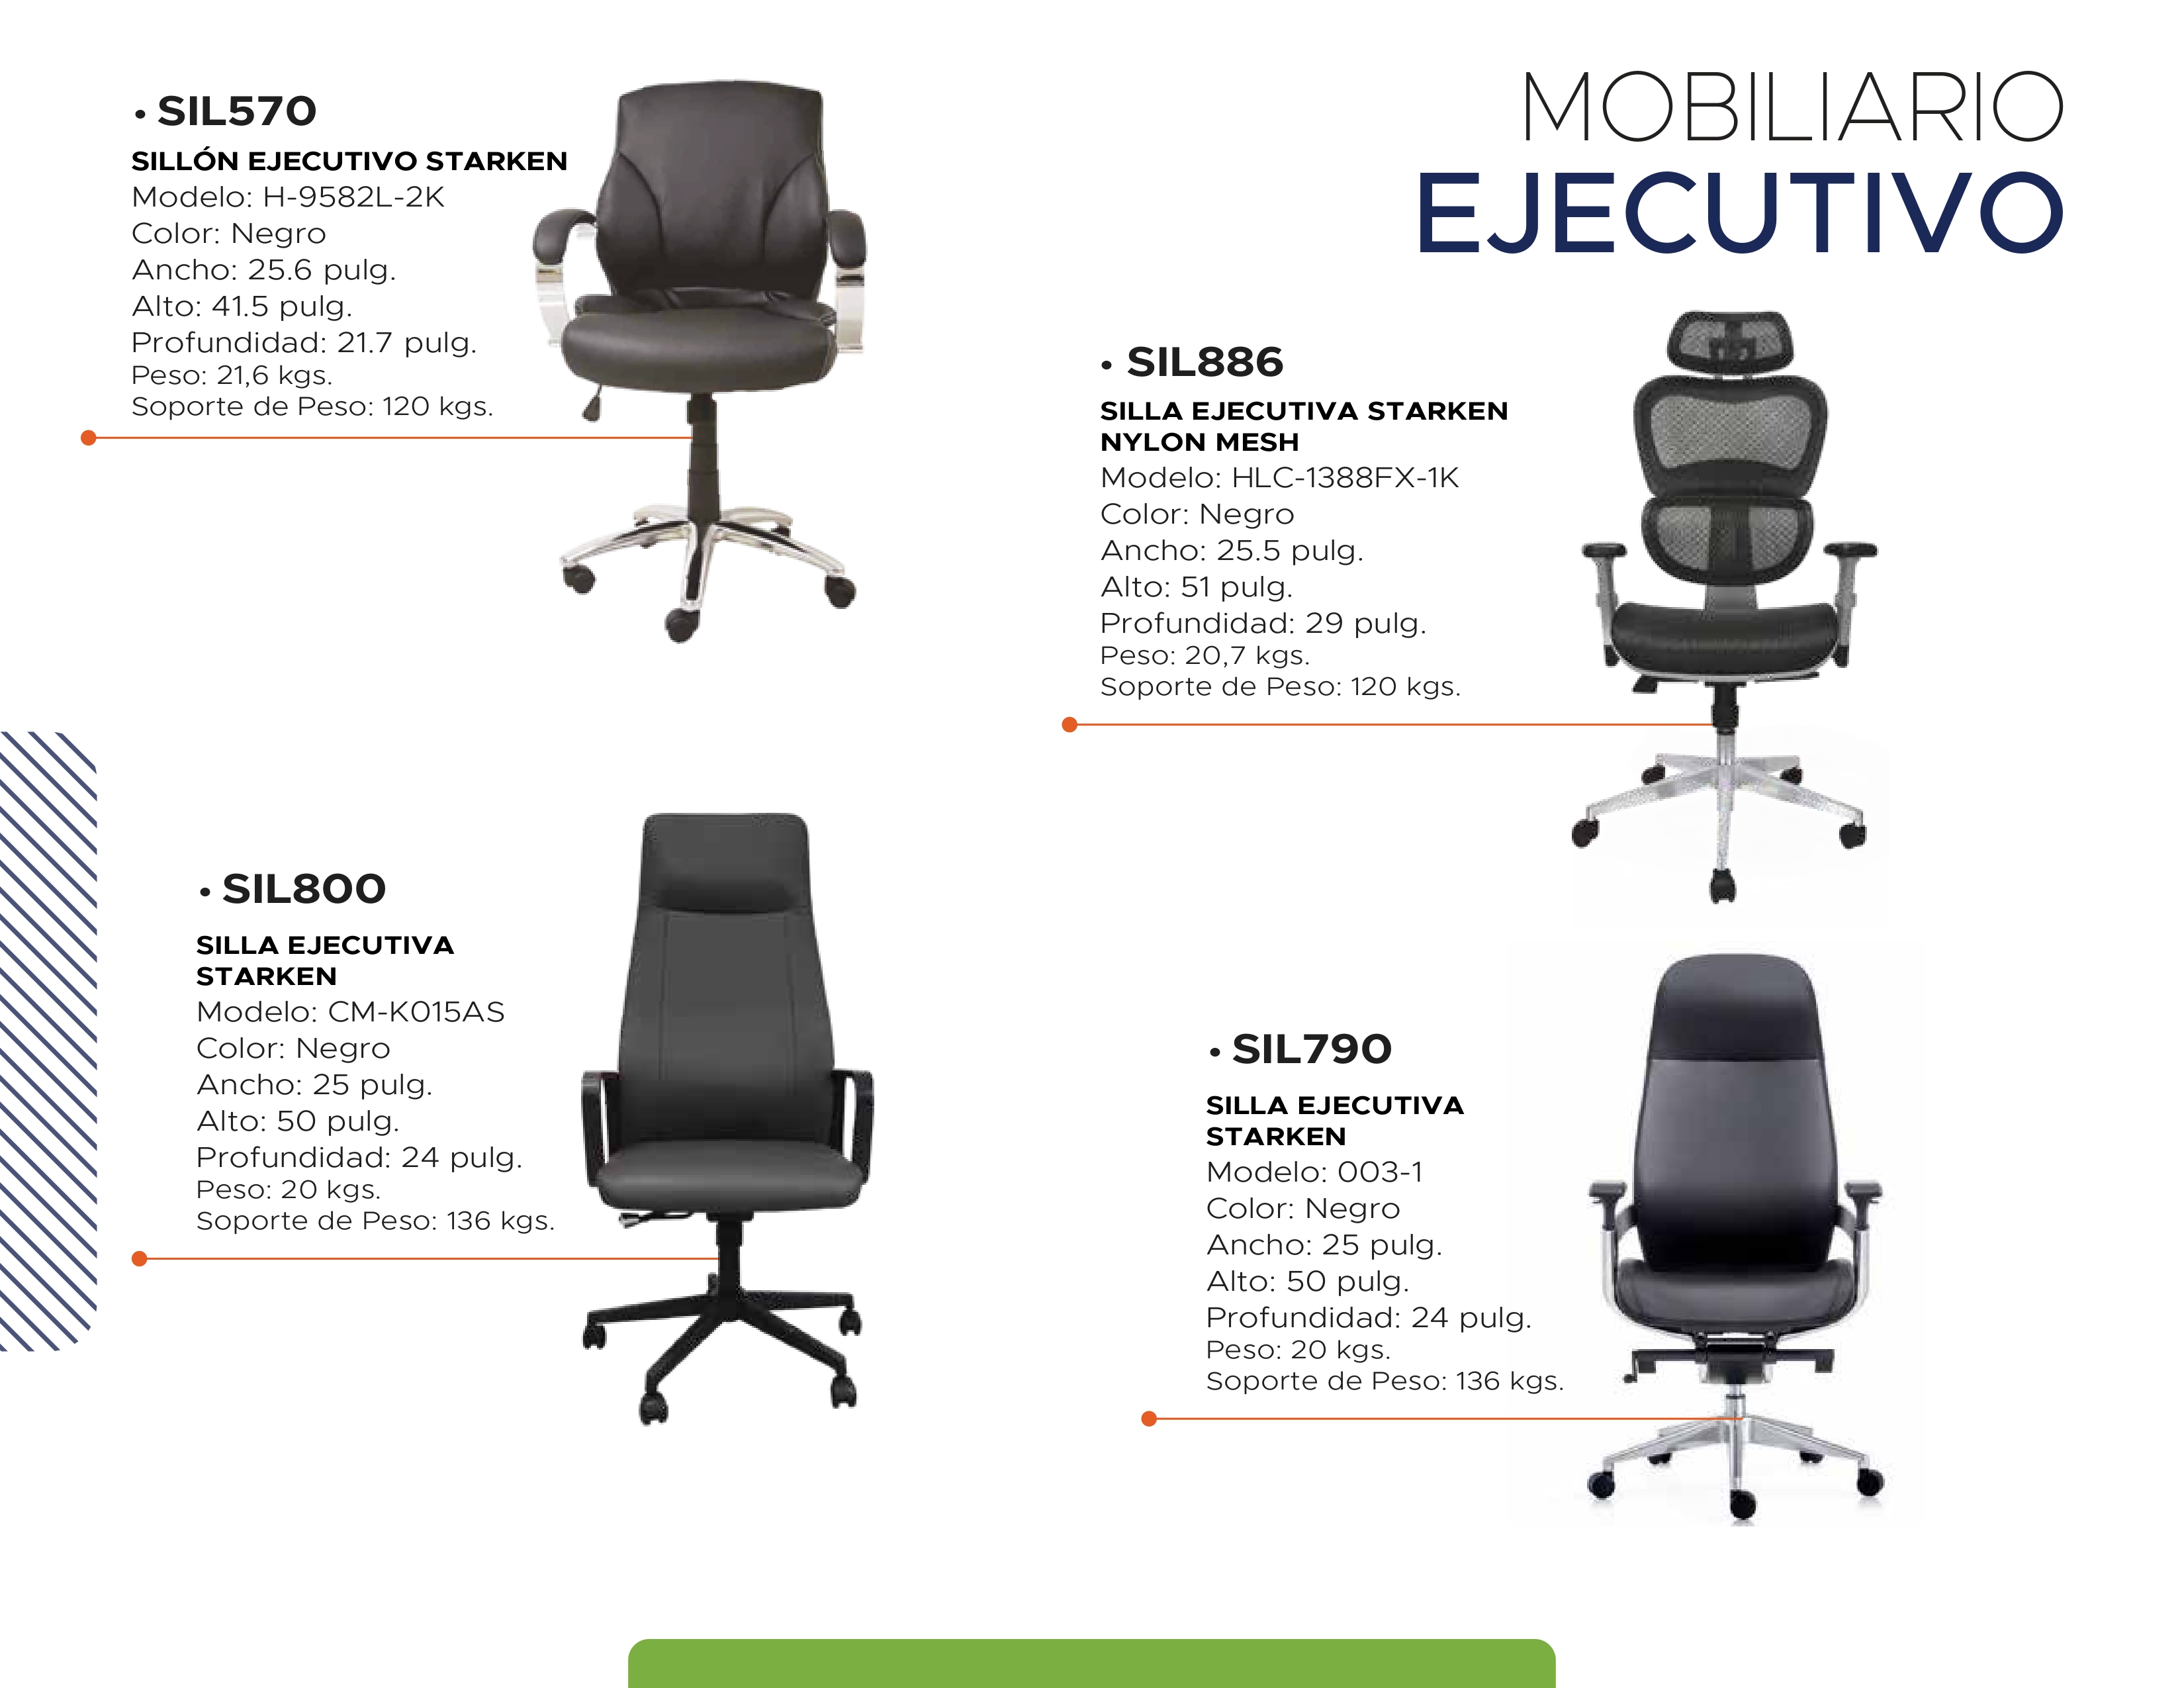 • SIL570
SILLÓN EJECUTIVO STARKEN
Modelo: H-9582L-2K
Color: Negro
Ancho: 25.6 pulg.
Alto: 41.5 pulg.
Profundidad: 21.7 pulg.
Peso: 21,6 kgs.
Soporte de Peso: 120 kgs.
MOBILIARIO
EJECUTIVO
• SIL886
SILLA EJECUTIVA STARKEN
NYLON MESH
Modelo: HLC-1388FX-1K
Color: Negro
Ancho: 25.5 pulg.
Alto: 51 pulg.
Profundidad: 29 pulg.
Peso: 20,7 kgs.
Soporte de Peso: 120 kgs.
• SIL800
SILLA EJECUTIVA
STARKEN
Modelo: CM-K015AS
Color: Negro
Ancho: 25 pulg.
Alto: 50 pulg.
Profundidad: 24 pulg.
Peso: 20 kgs.
Soporte de Peso: 136 kgs.
• SIL790
SILLA EJECUTIVA
STARKEN
Modelo: 003-1
Color: Negro
Ancho: 25 pulg.
Alto: 50 pulg.
Profundidad: 24 pulg.
Peso: 20 kgs.
Soporte de Peso: 136 kgs.